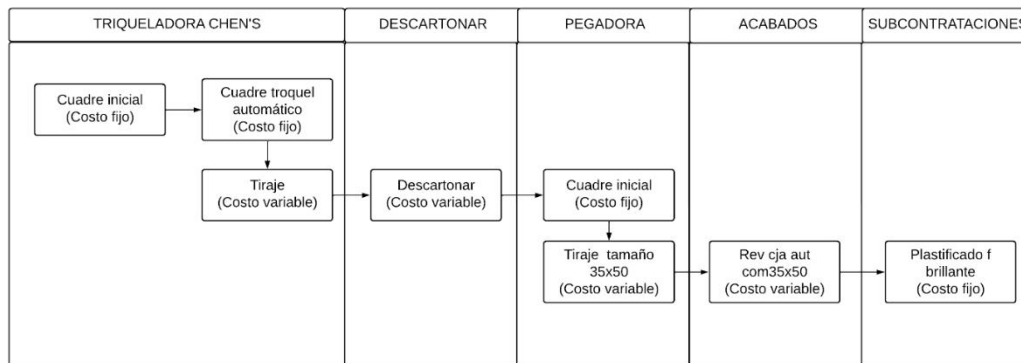 TRIQUELADORA CHEN'S
DESCARTONAR
PEGADORA
ACABADOS
SUBCONTRATACIONES
Cuadre inicial
(Costo fijo)
Cuadre troquel
automático
(Costo fijo)
Tiraje
(Costo variable)
Descartonar
(Costo variable)
Cuadre inicial
(Costo fijo)
Tiraje tamaño
35x50
(Costo variable)
Rev cja aut
com35x50
(Costo variable)
Plastificado f
brillante
(Costo fijo)